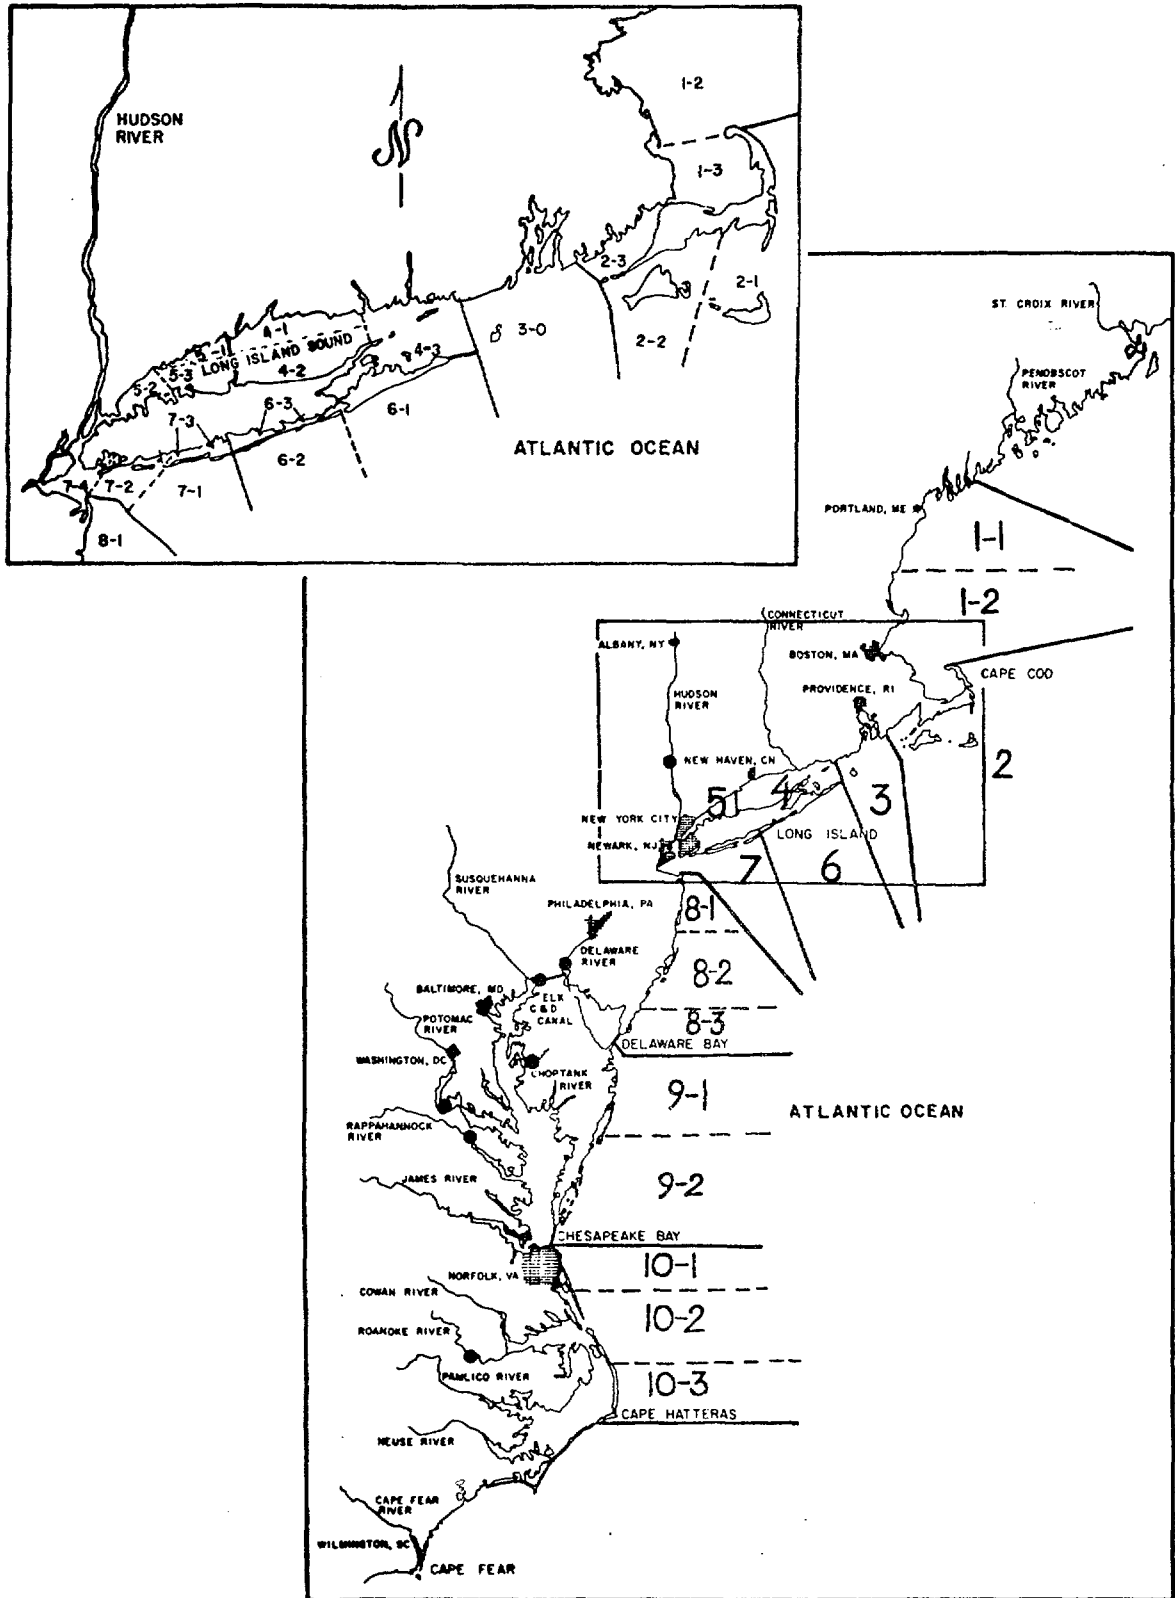 HUDSON
RIVER
N
1-2
1-3
2-3
2-1
2-2
3-0
4-1
5-1
LONG ISLAND SOUND
5-3
5-2
4-2
4-3
6-3
6-1
7-3
6-2
ATLANTIC OCEAN
7-2
7-1
8-1
ST. CROIX RIVER
PENOBSCOT
RIVER
PORTLAND, ME
1-1
1-2
CONNECTICUT
RIVER
ALBANY, NY
BOSTON, MA
CAPE COD
PROVIDENCE, RI
HUDSON
RIVER
NEW HAVEN, CN
2
5
4
3
NEW YORK CITY
LONG ISLAND
NEWARK, NJ
7
6
SUSQUEHANNA
RIVER
PHILADELPHIA, PA
8-1
DELAWARE
RIVER
8-2
BALTIMORE, MD
ELK
C&D
CANAL
POTOMAC
RIVER
8-3
DELAWARE BAY
WASHINGTON, DC
CHOPTANK
RIVER
9-1
ATLANTIC OCEAN
RAPPAHANNOCK
RIVER
JAMES RIVER
9-2
CHESAPEAKE BAY
10-1
NORFOLK, VA
COWAN RIVER
10-2
ROANOKE RIVER
PAMLICO RIVER
10-3
CAPE HATTERAS
NEUSE RIVER
CAPE FEAR
RIVER
WILMINGTON, SC
CAPE FEAR